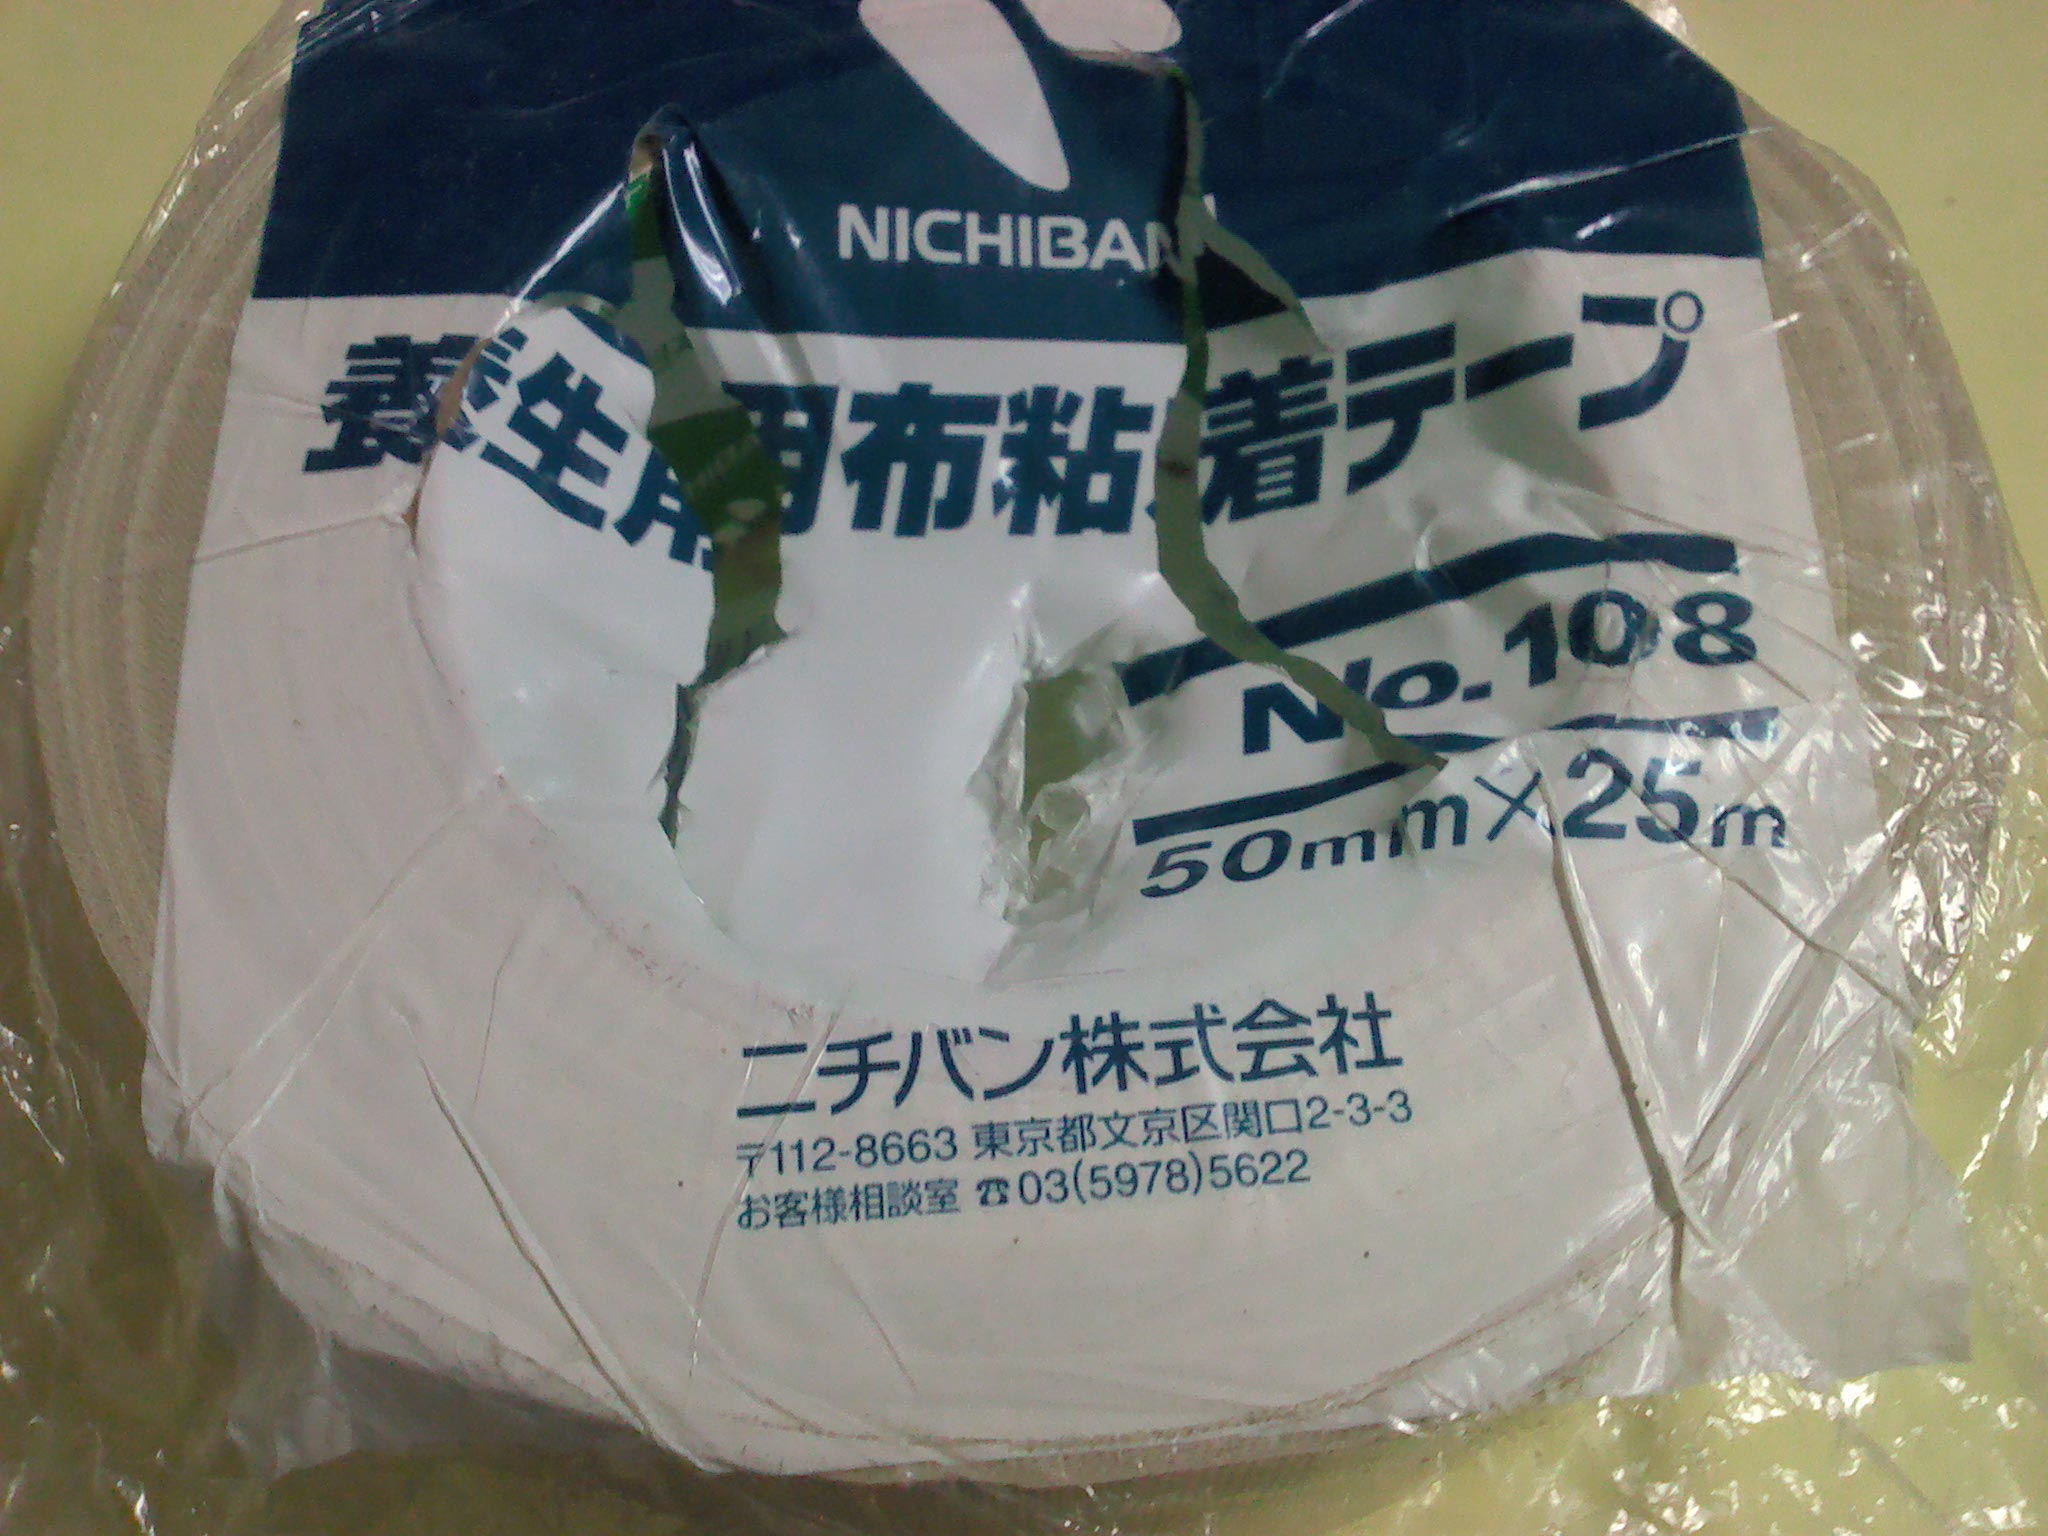 NICHIBAN
養生用布粘着テープ
No.108
50mm×25m
ニチバン株式会社
〒112-8663 東京都文京区関口2-3-3
お客様相談室 ☎03(5978)5622